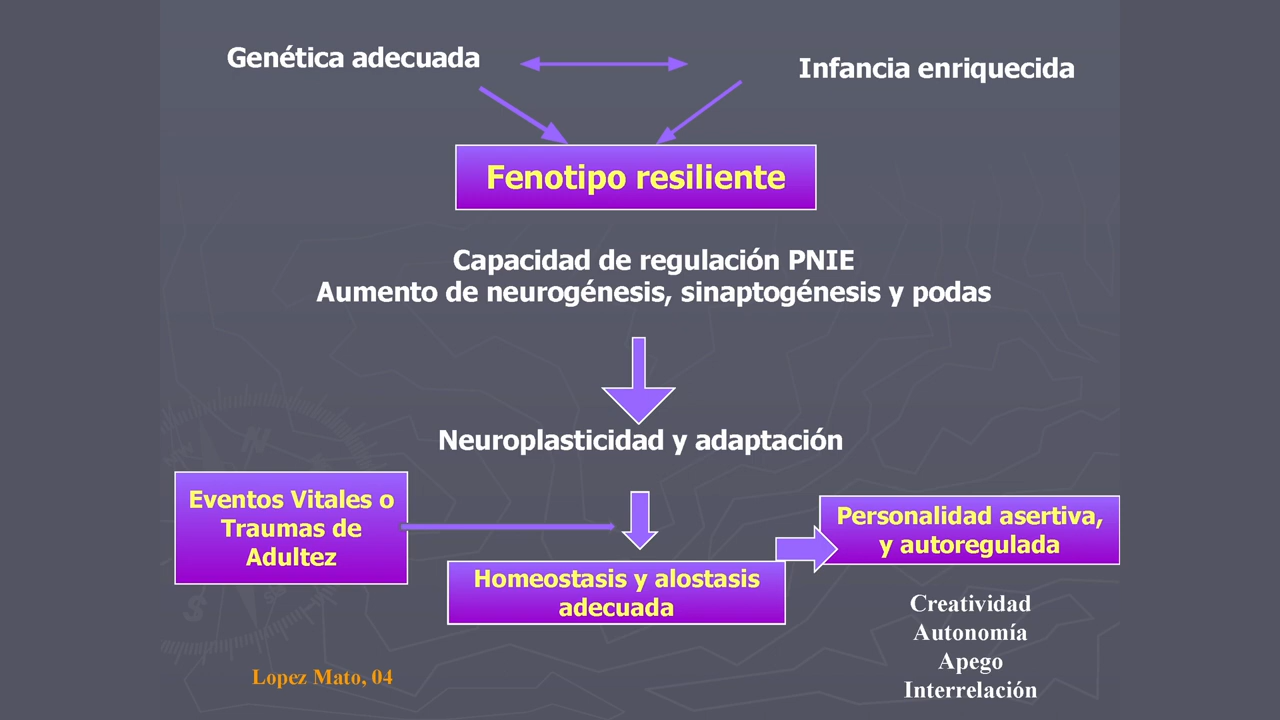 Genética adecuada
Infancia enriquecida
Fenotipo resiliente
Capacidad de regulación PNIE
Aumento de neurogénesis, sinaptogénesis y podas
Neuroplasticidad y adaptación
Eventos Vitales o
Traumas de
Adultez
Personalidad asertiva,
y autoregulada
Homeostasis y alostasis
adecuada
Creatividad
Autonomía
Apego
Interrelación
Lopez Mato, 04
N
S